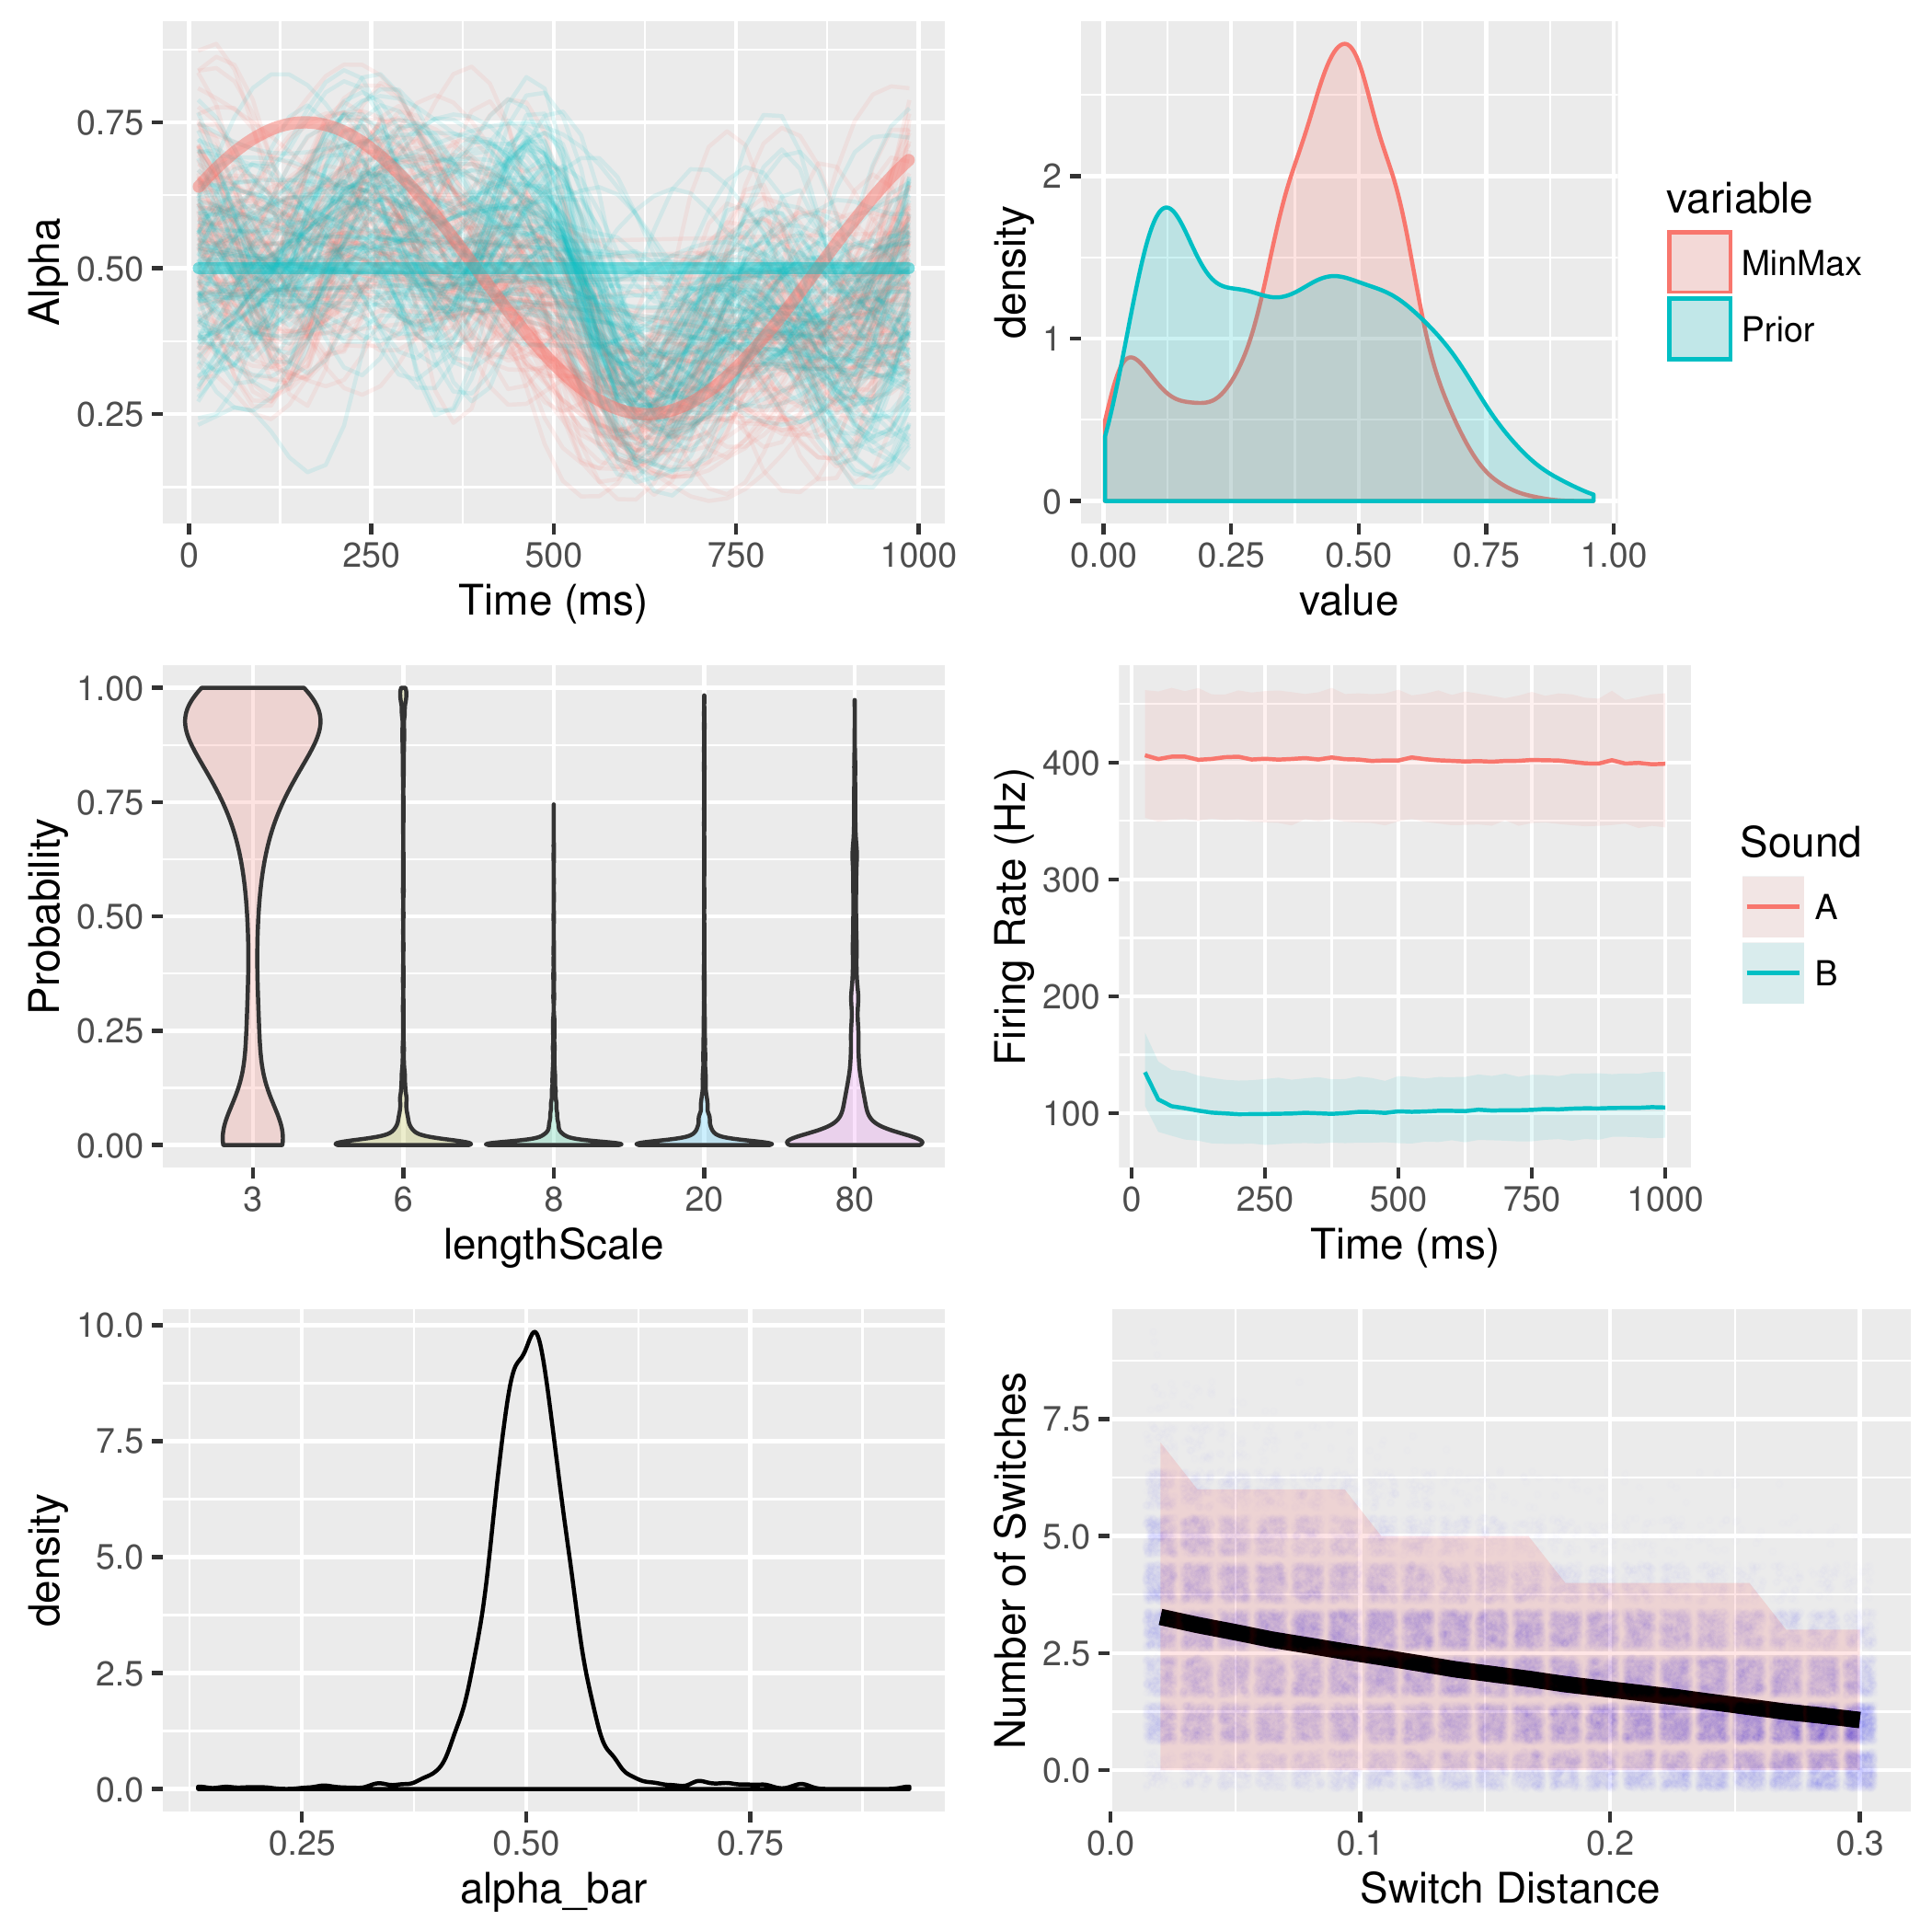 Alpha
0.75
0.50
0.25
0 250 500 750 1000
Time (ms)
density
2
1
0
0.00 0.25 0.50 0.75 1.00
value
variable
MinMax
Prior
Probability
1.00
0.75
0.50
0.25
0.00
3 6 8 20 80
lengthScale
Firing Rate (Hz)
400
300
200
100
0 250 500 750 1000
Time (ms)
Sound
A
B
density
10.0
7.5
5.0
2.5
0.0
0.25 0.50 0.75
alpha_bar
Number of Switches
7.5
5.0
2.5
0.0
0.0 0.1 0.2 0.3
Switch Distance